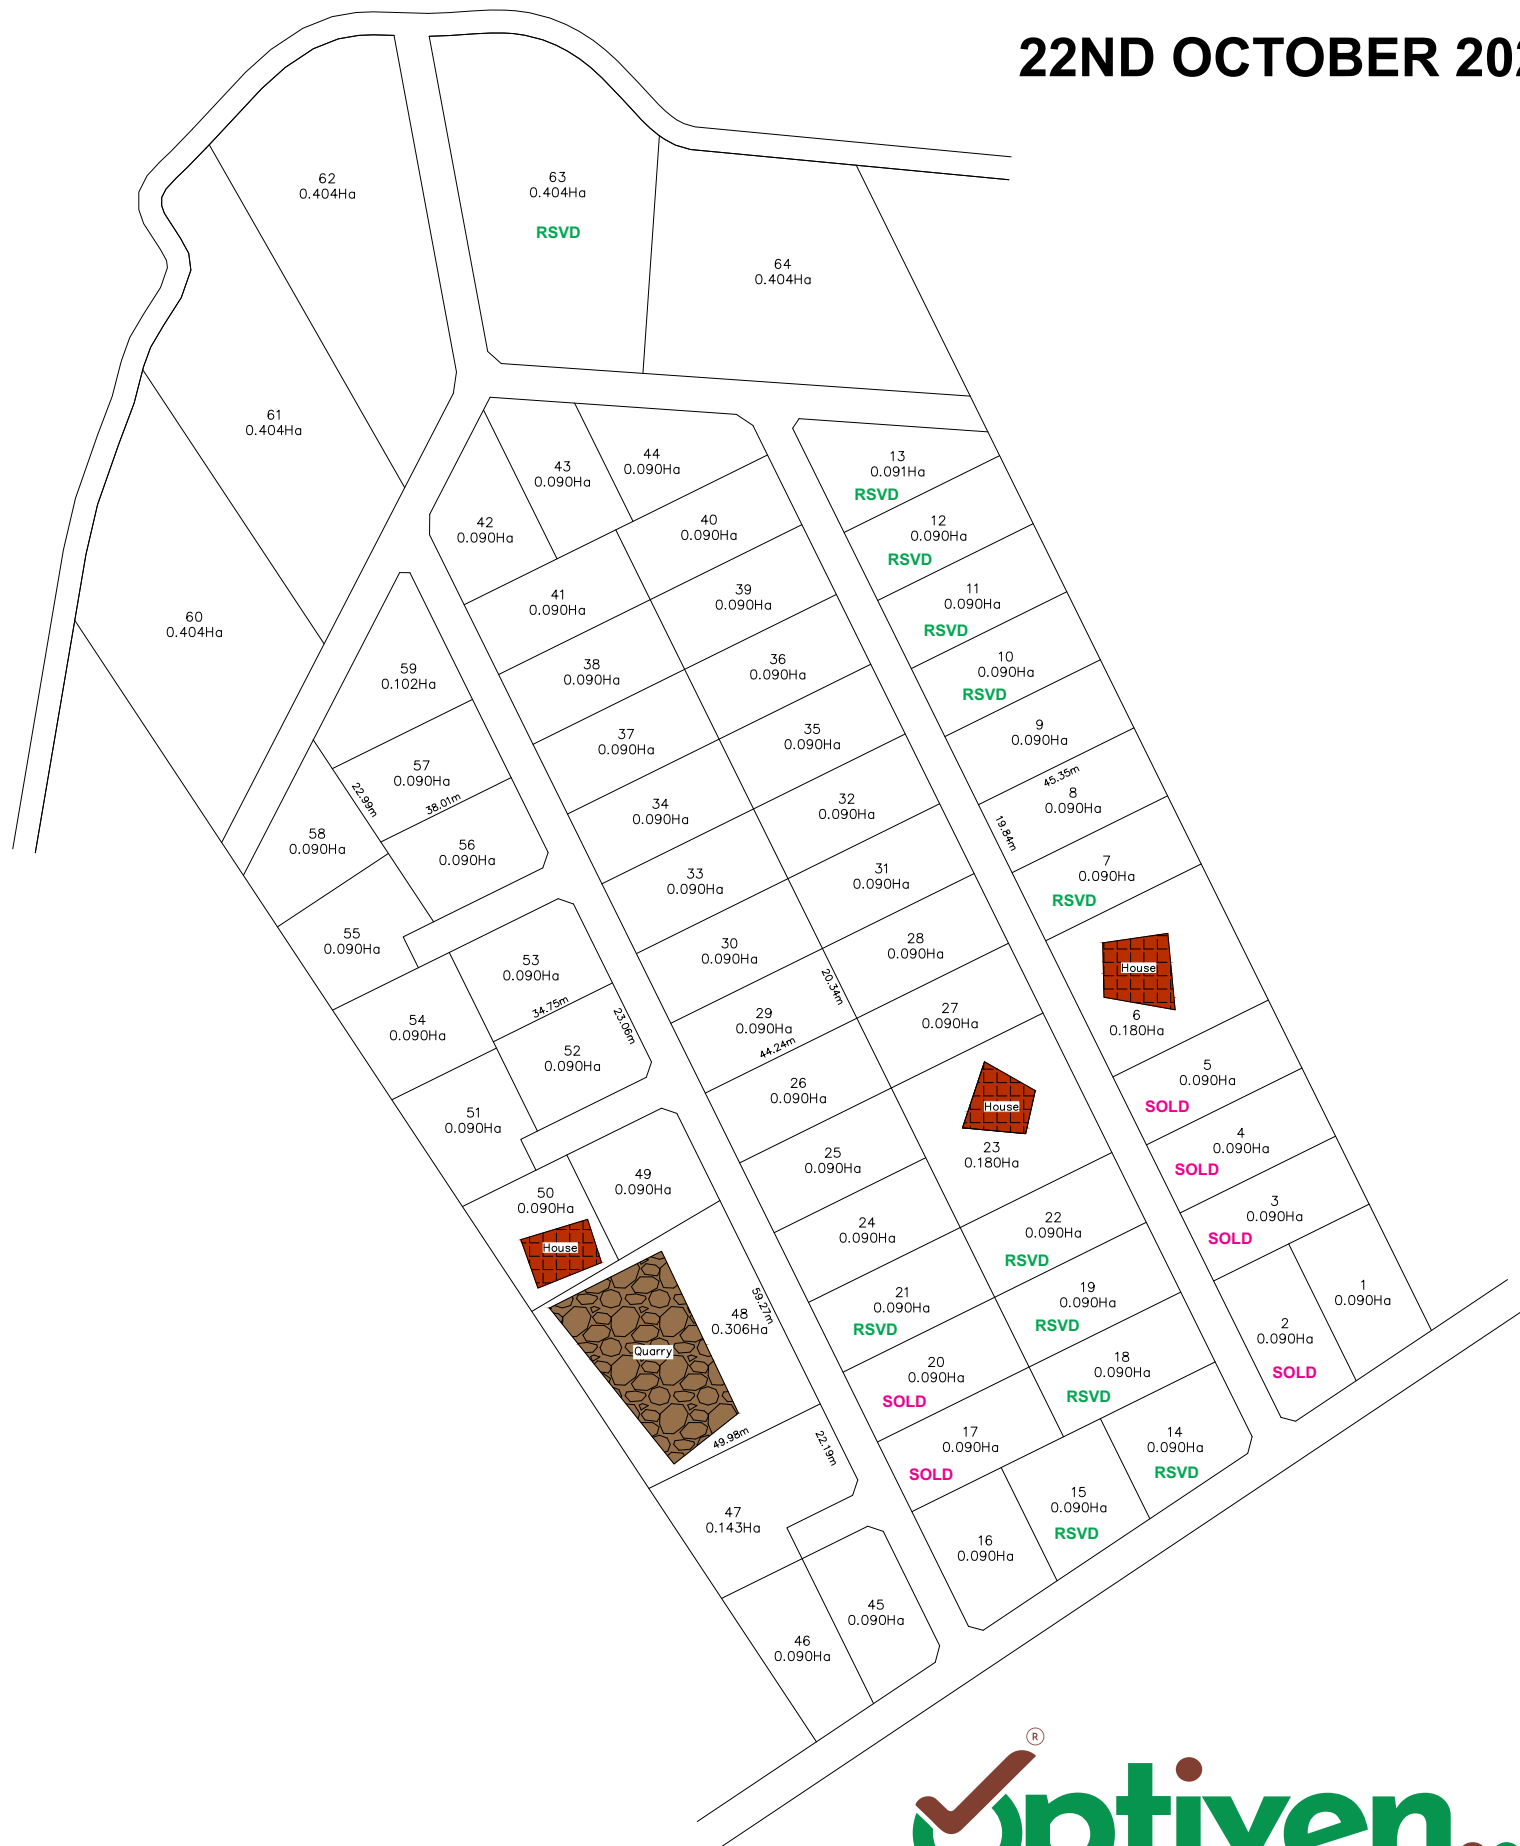 22ND OCTOBER 202
62
0.404Ha
63
0.404Ha
RSVD
64
0.404Ha
61
0.404Ha
60
0.404Ha
44
0.090Ha
43
0.090Ha
42
0.090Ha
13
0.091Ha
RSVD
12
0.090Ha
RSVD
11
0.090Ha
RSVD
10
0.090Ha
RSVD
9
0.090Ha
45.35m
8
0.090Ha
19.84m
7
0.090Ha
RSVD
House
6
0.180Ha
5
0.090Ha
SOLD
4
0.090Ha
SOLD
3
0.090Ha
SOLD
1
0.090Ha
2
0.090Ha
SOLD
40
0.090Ha
41
0.090Ha
39
0.090Ha
38
0.090Ha
36
0.090Ha
37
0.090Ha
35
0.090Ha
34
0.090Ha
32
0.090Ha
33
0.090Ha
31
0.090Ha
30
0.090Ha
28
0.090Ha
20.34m
29
0.090Ha
44.24m
27
0.090Ha
26
0.090Ha
House
23
0.180Ha
25
0.090Ha
24
0.090Ha
22
0.090Ha
RSVD
21
0.090Ha
RSVD
19
0.090Ha
RSVD
20
0.090Ha
SOLD
18
0.090Ha
RSVD
17
0.090Ha
SOLD
14
0.090Ha
RSVD
15
0.090Ha
RSVD
16
0.090Ha
59
0.102Ha
57
0.090Ha
22.99m
38.01m
58
0.090Ha
56
0.090Ha
55
0.090Ha
53
0.090Ha
34.75m
23.06m
54
0.090Ha
52
0.090Ha
51
0.090Ha
49
0.090Ha
50
0.090Ha
House
59.27m
48
0.306Ha
Quarry
49.98m
22.19m
47
0.143Ha
45
0.090Ha
46
0.090Ha
®
Optiven